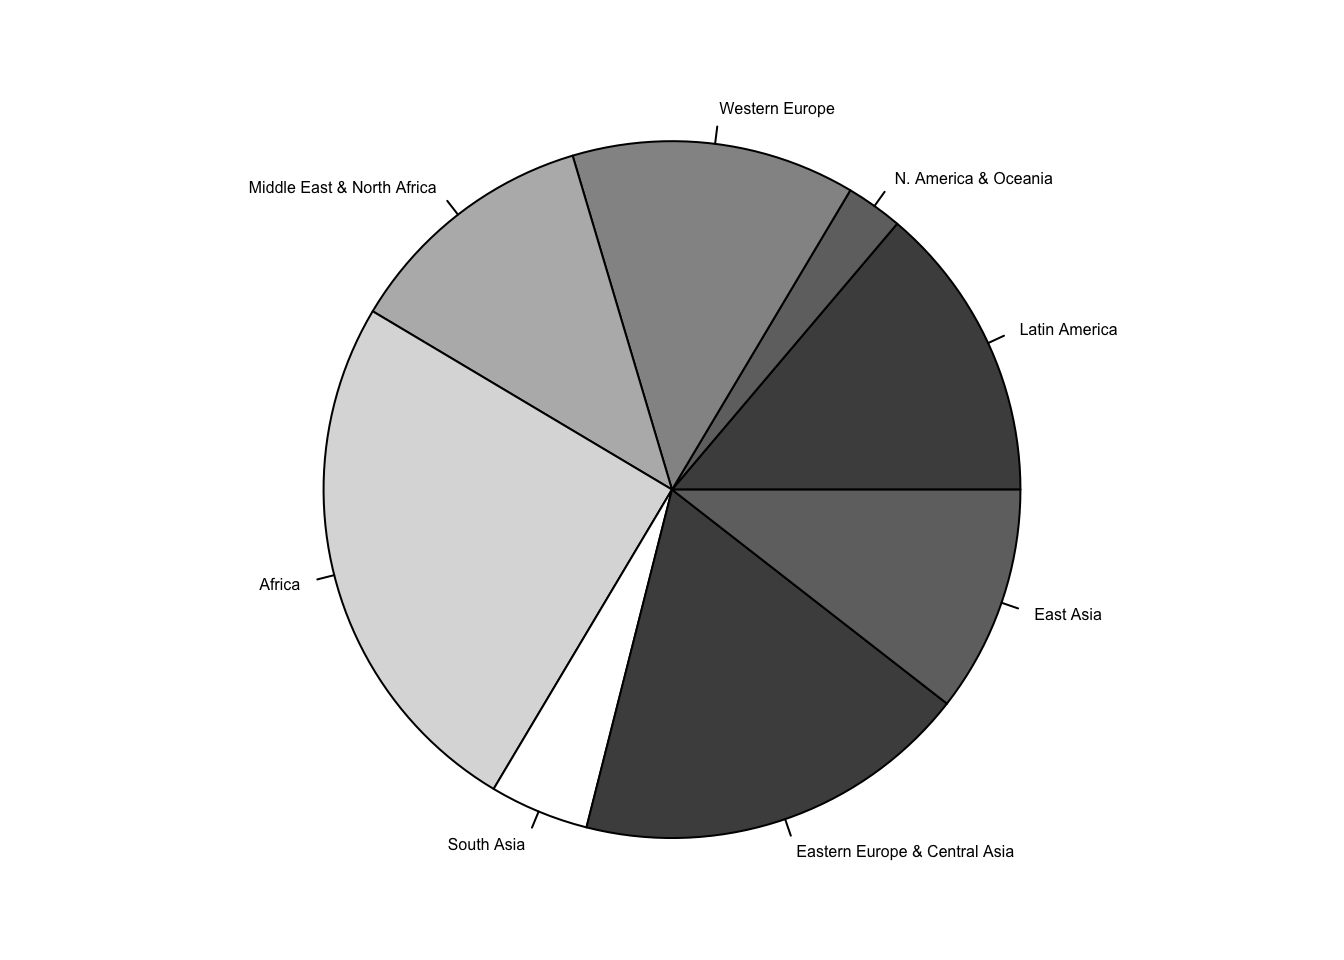 Western Europe
N. America & Oceania
Middle East & North Africa
Latin America
Africa
East Asia
South Asia
Eastern Europe & Central Asia